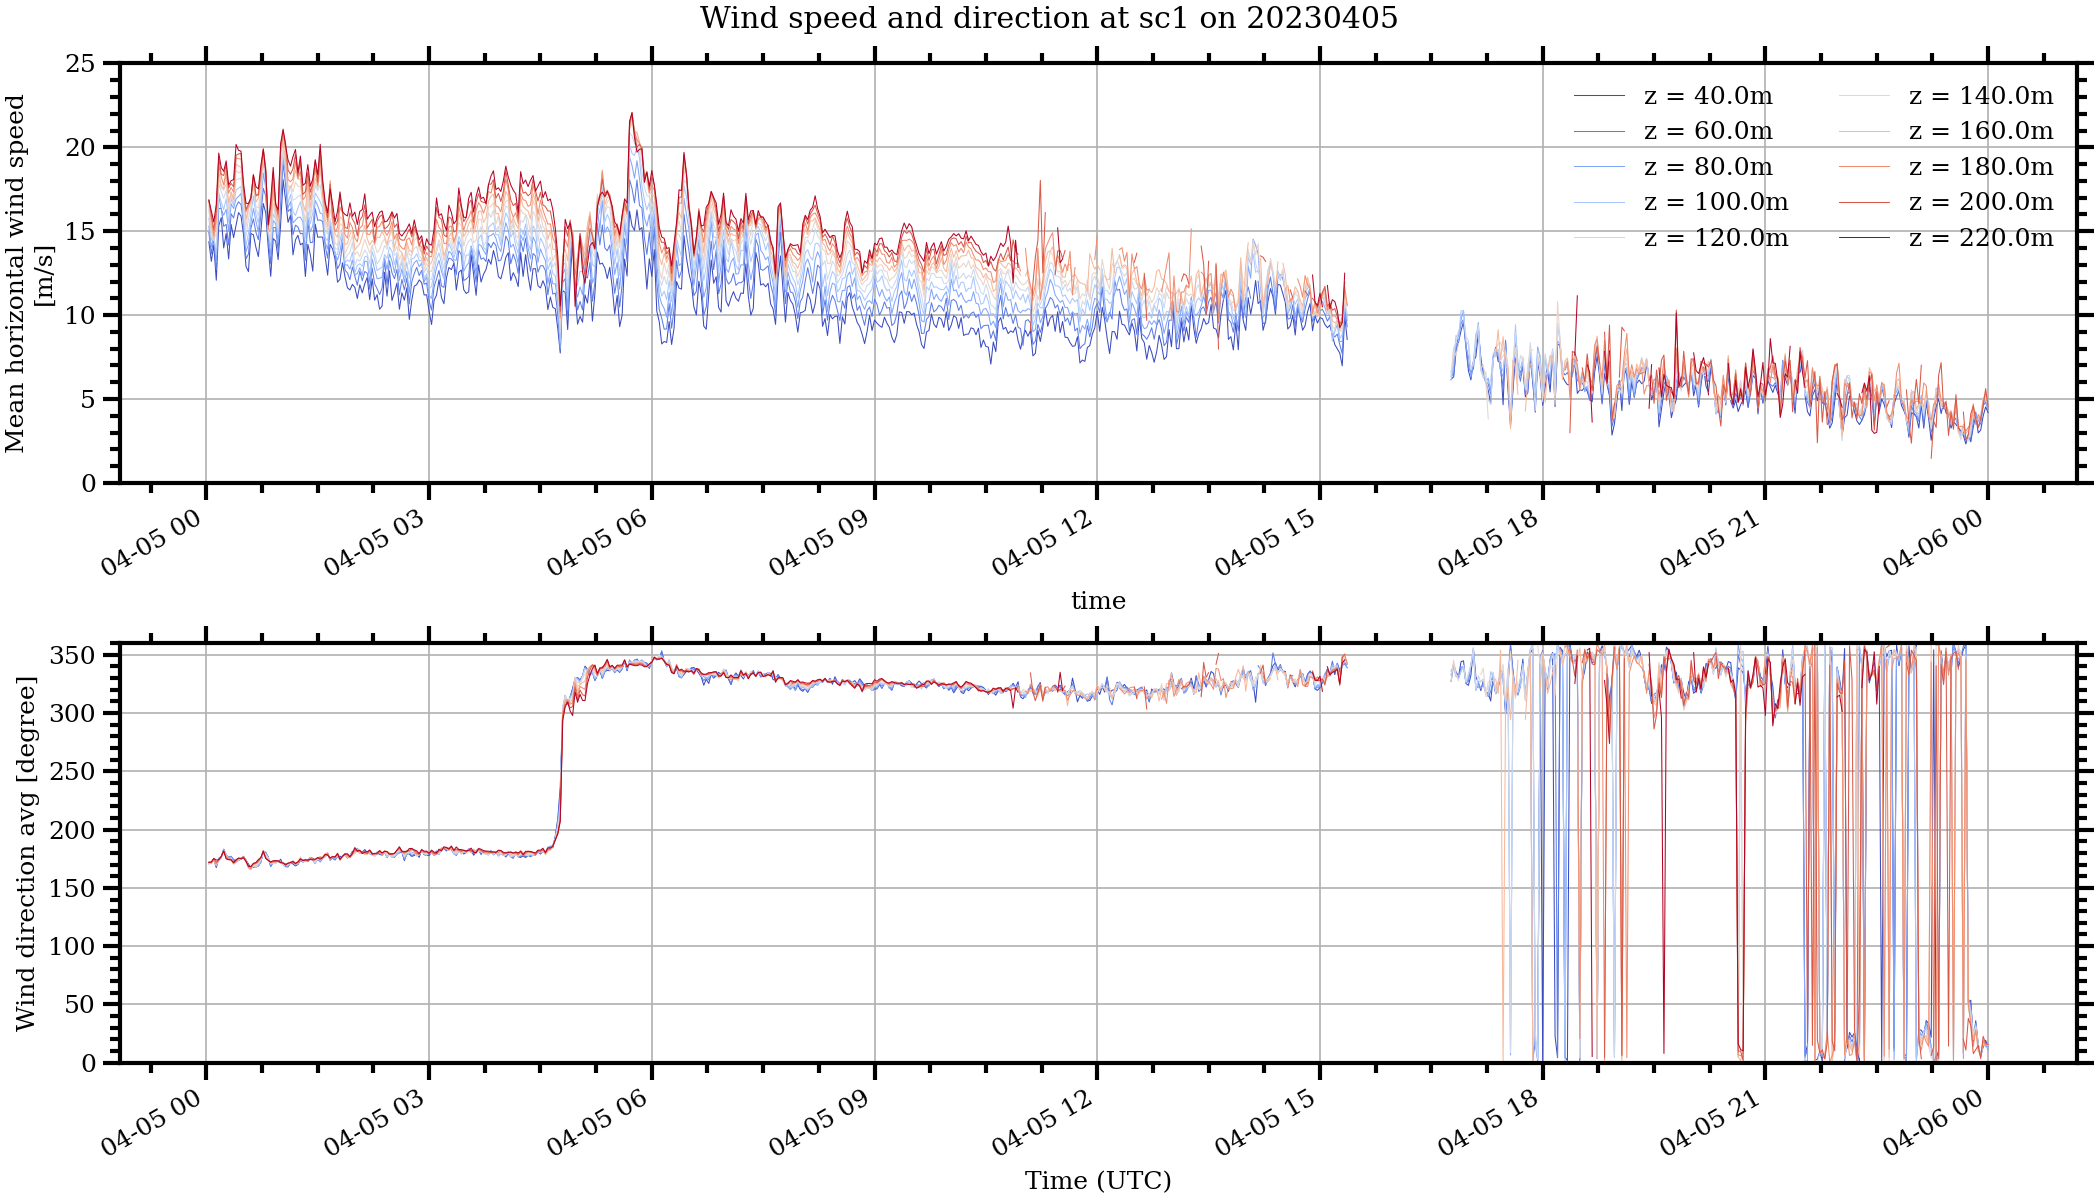 Wind speed and direction at sc1 on 20230405
Mean horizontal wind speed
[m/s]
25
20
15
10
5
0
z = 40.0m
z = 60.0m
z = 80.0m
z = 100.0m
z = 120.0m
z = 140.0m
z = 160.0m
z = 180.0m
z = 200.0m
z = 220.0m
04-05 00
04-05 03
04-05 06
04-05 09
04-05 12
04-05 15
04-05 18
04-05 21
04-06 00
time
Wind direction avg [degree]
350
300
250
200
150
100
50
0
04-05 00
04-05 03
04-05 06
04-05 09
04-05 12
04-05 15
04-05 18
04-05 21
04-06 00
Time (UTC)